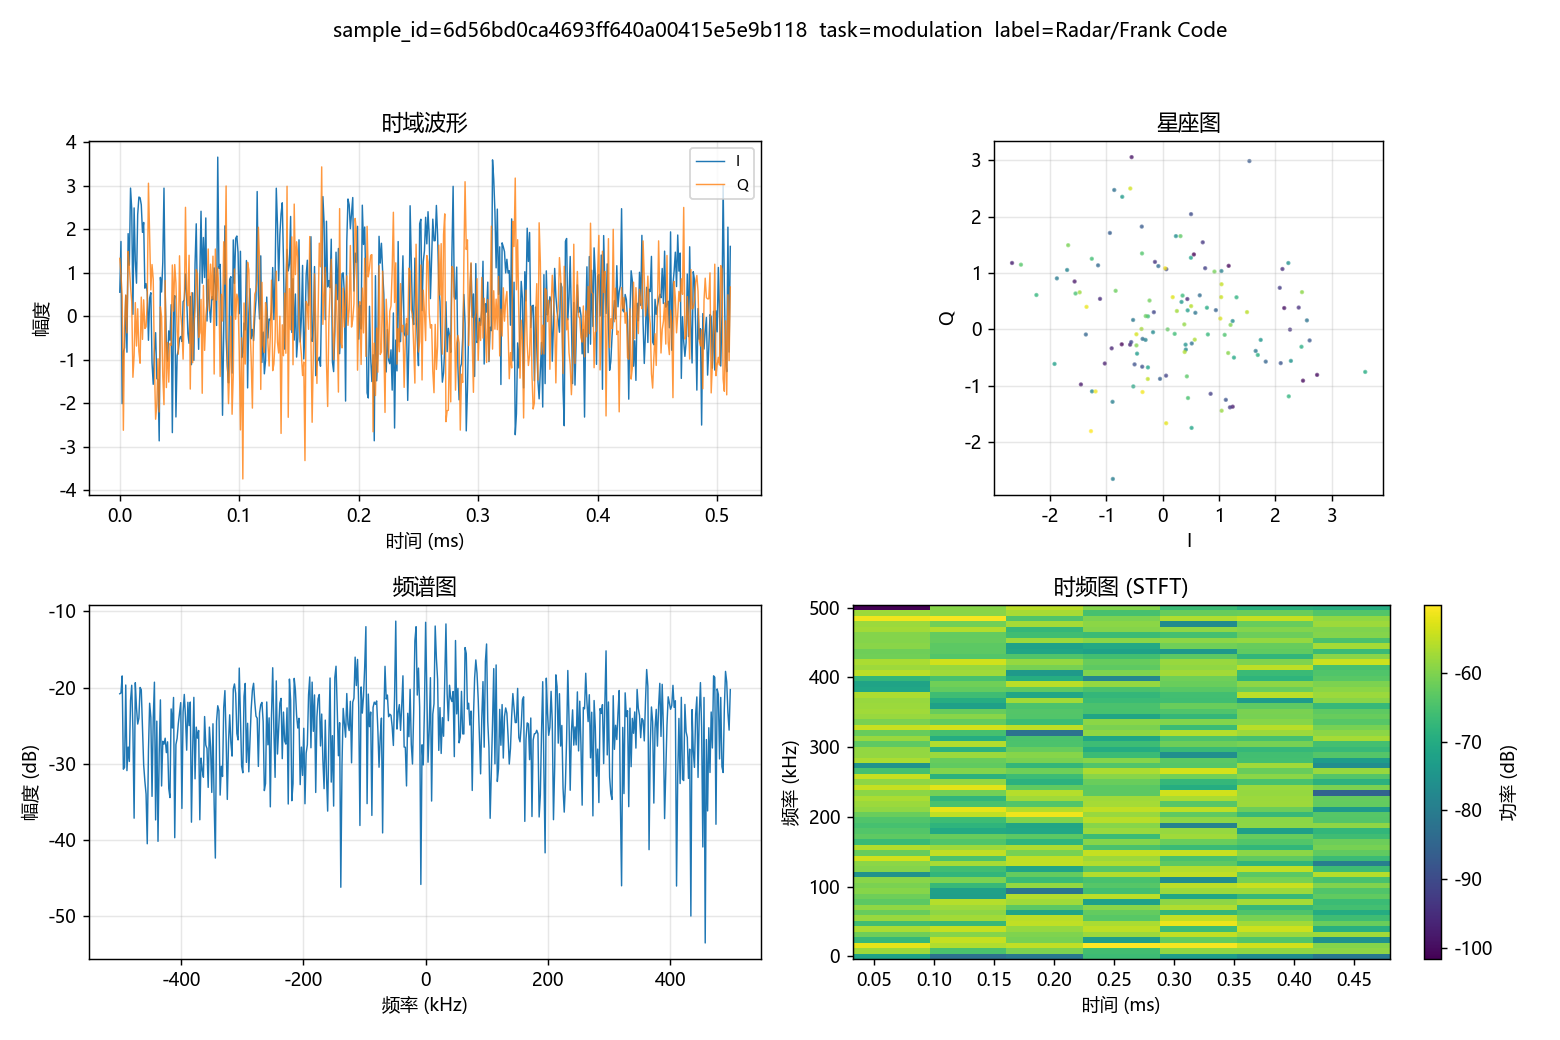 sample_id=6d56bd0ca4693ff640a00415e5e9b118  task=modulation  label=Radar/Frank Code
时域波形
4
3
2
1
0
-1
-2
-3
-4
幅度
I
Q
0.0 0.1 0.2 0.3 0.4 0.5
时间 (ms)
星座图
3
2
1
0
-1
-2
Q
-2 -1 0 1 2 3
I
频谱图
-10
-20
-30
-40
-50
幅度 (dB)
-400 -200 0 200 400
频率 (kHz)
时频图 (STFT)
500
400
300
200
100
0
频率 (kHz)
0.05 0.10 0.15 0.20 0.25 0.30 0.35 0.40 0.45
时间 (ms)
-60
-70
-80
-90
-100
功率 (dB)